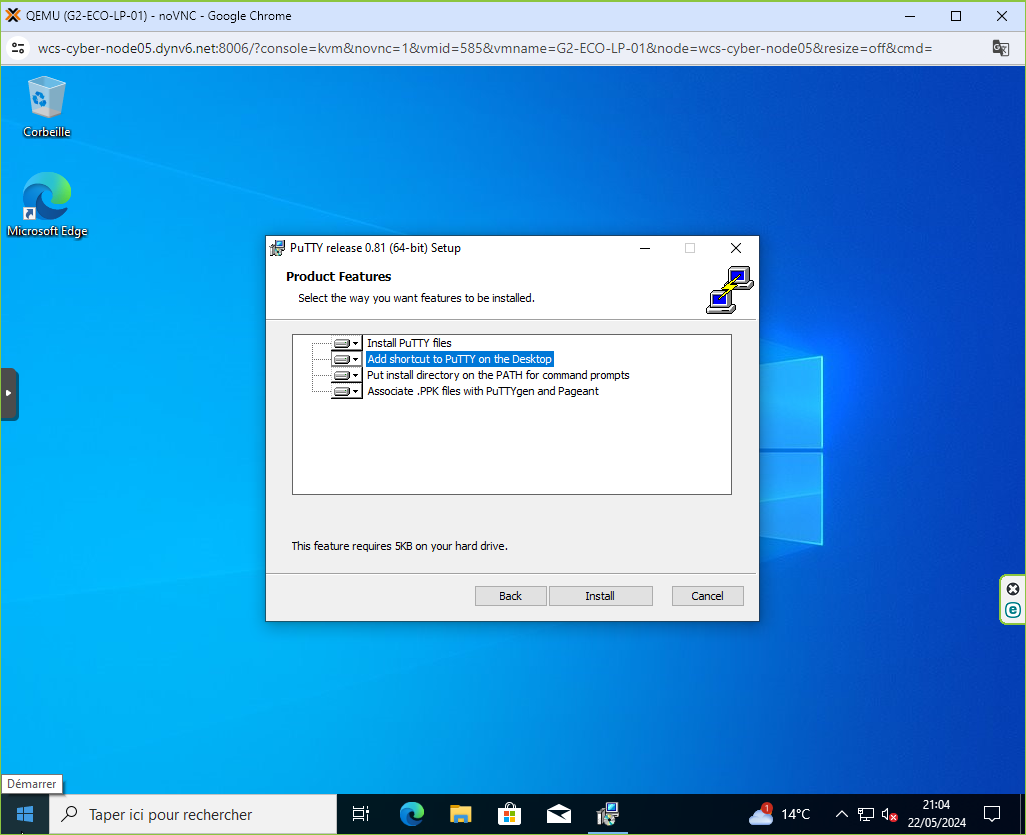 QEMU (G2-ECO-LP-01) - noVNC - Google Chrome
wcs-cyber-node05.dynv6.net:8006/?console=kvm&novnc=1&vmid=585&vmname=G2-ECO-LP-01&node=wcs-cyber-node05&resize=off&cmd=
Corbeille
Microsoft Edge
PuTTY release 0.81 (64-bit) Setup
Product Features
Select the way you want features to be installed.
Install PuTTY files
Add shortcut to PuTTY on the Desktop
Put install directory on the PATH for command prompts
Associate .PPK files with PuTTYgen and Pageant
This feature requires 5KB on your hard drive.
Back
Install
Cancel
Démarrer
Taper ici pour rechercher
1
14°C
21:04
22/05/2024